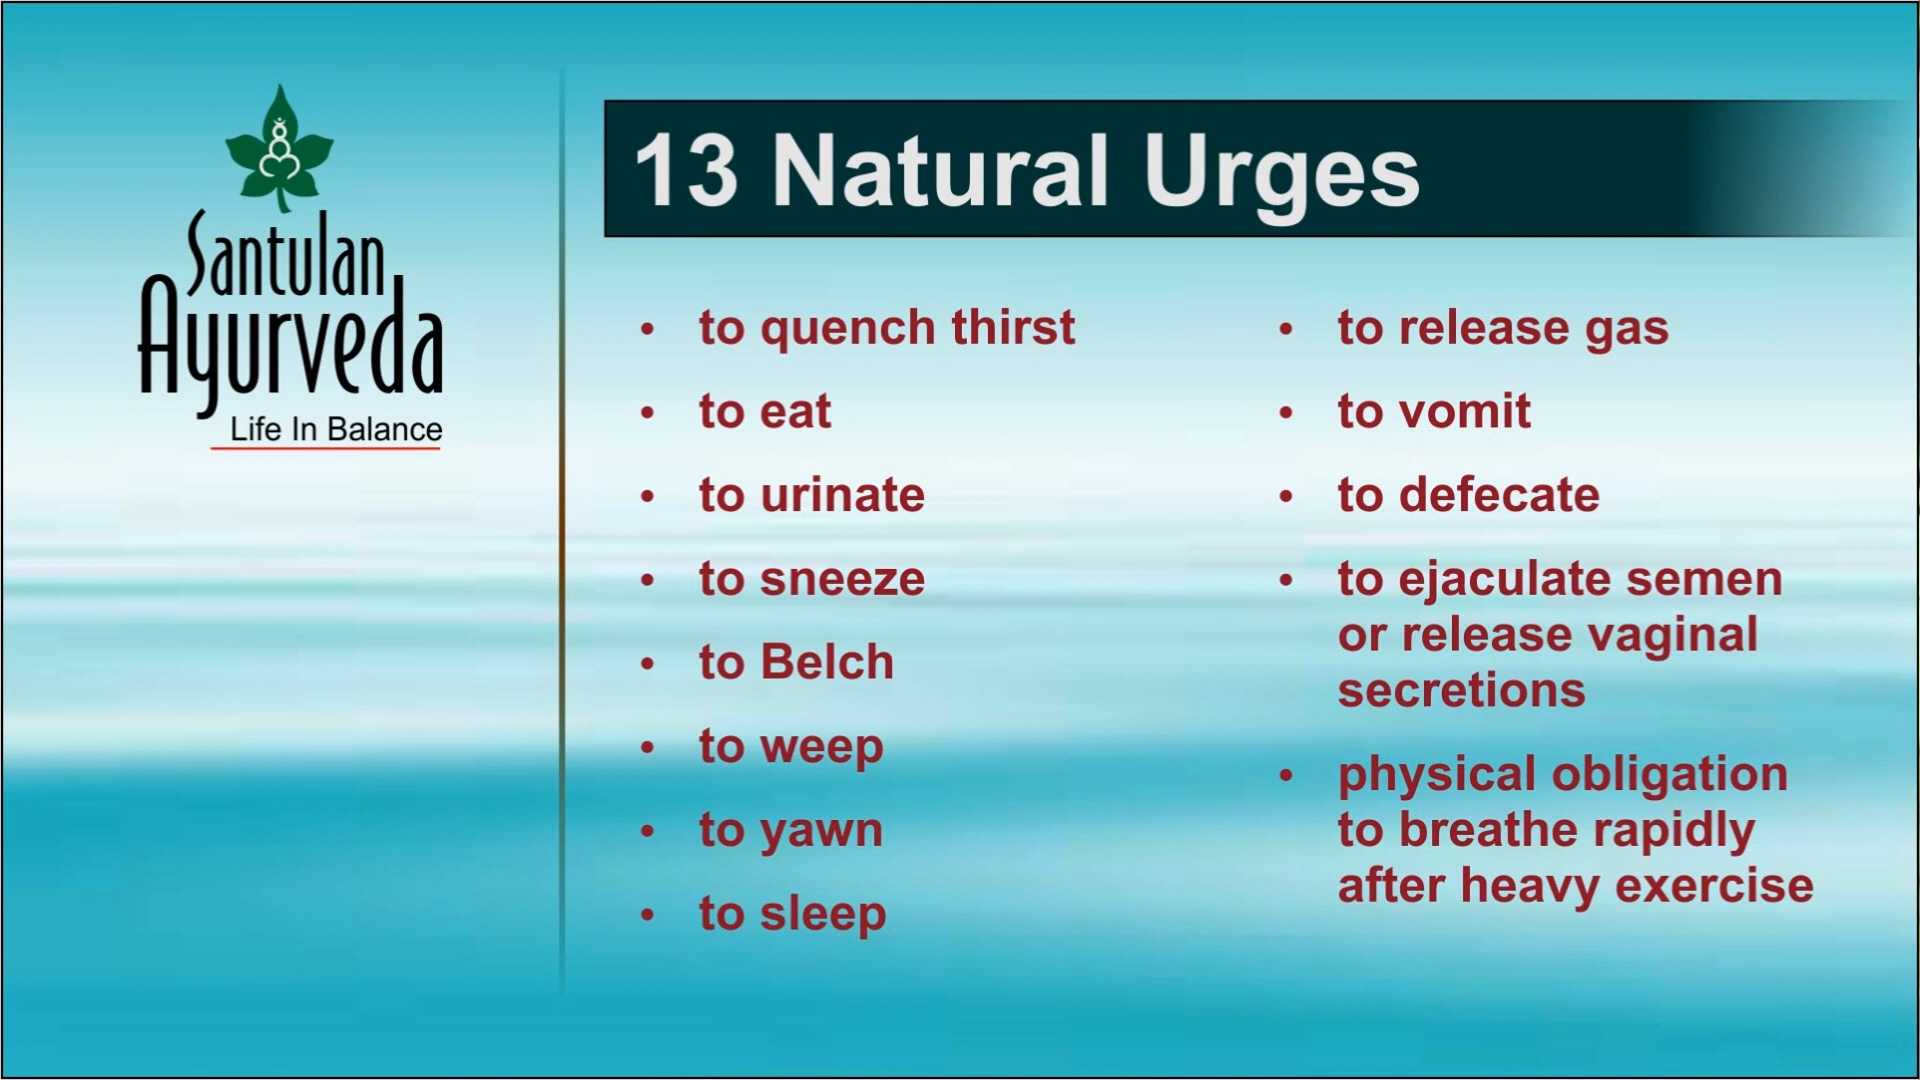 Santulan
Ayurveda
Life In Balance
13 Natural Urges
• to quench thirst
• to eat
• to urinate
• to sneeze
• to Belch
• to weep
• to yawn
• to sleep
• to release gas
• to vomit
• to defecate
• to ejaculate semen
or release vaginal
secretions
• physical obligation
to breathe rapidly
after heavy exercise